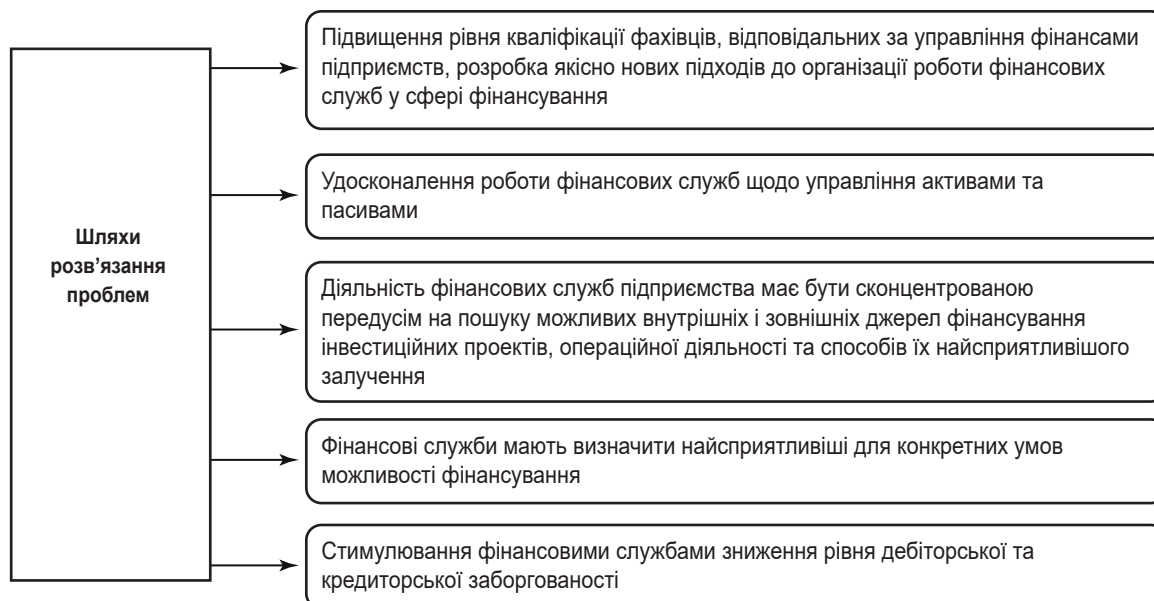 Шляхи
розв’язання
проблем
Підвищення рівня кваліфікації фахівців, відповідальних за управління фінансами
підприємств, розробка якісно нових підходів до організації роботи фінансових
служб у сфері фінансування
Удосконалення роботи фінансових служб щодо управління активами та
пасивами
Діяльність фінансових служб підприємства має бути сконцентрованою
передусім на пошуку можливих внутрішніх і зовнішніх джерел фінансування
інвестиційних проектів, операційної діяльності та способів їх найсприятливішого
залучення
Фінансові служби мають визначити найсприятливіші для конкретних умов
можливості фінансування
Стимулювання фінансовими службами зниження рівня дебіторської та
кредиторської заборгованості